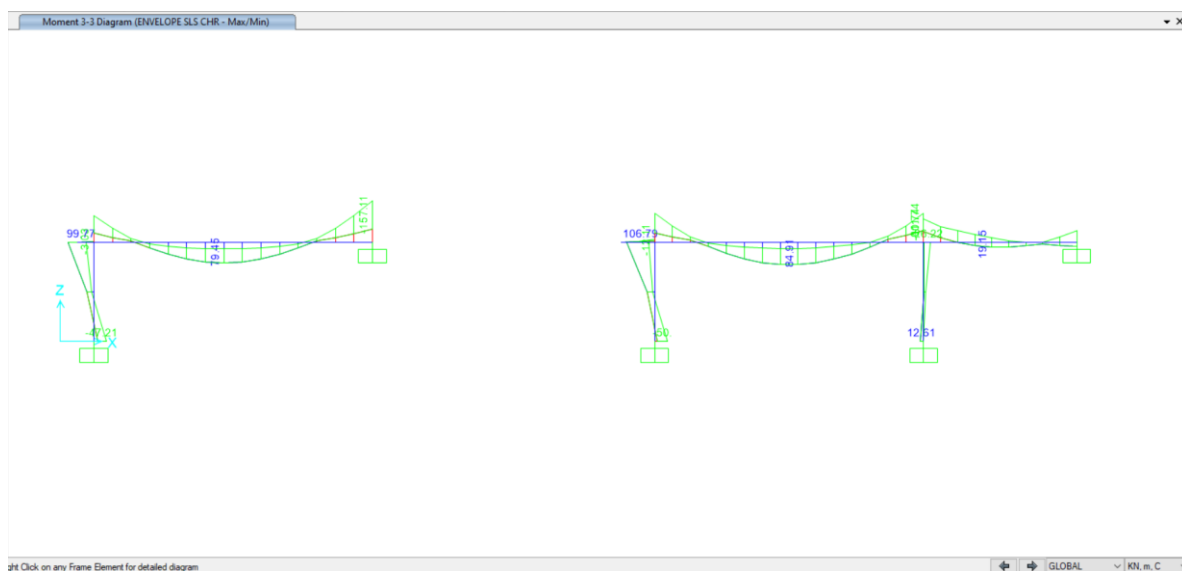 Moment 3-3 Diagram (ENVELOPE SLS CHR - Max/Min)
99.77
79.45
157.11
Z
X
-47.21
106.79
84.91
19.15
50
12.61
ght Click on any Frame Element for detailed diagram
GLOBAL
KN, m, C